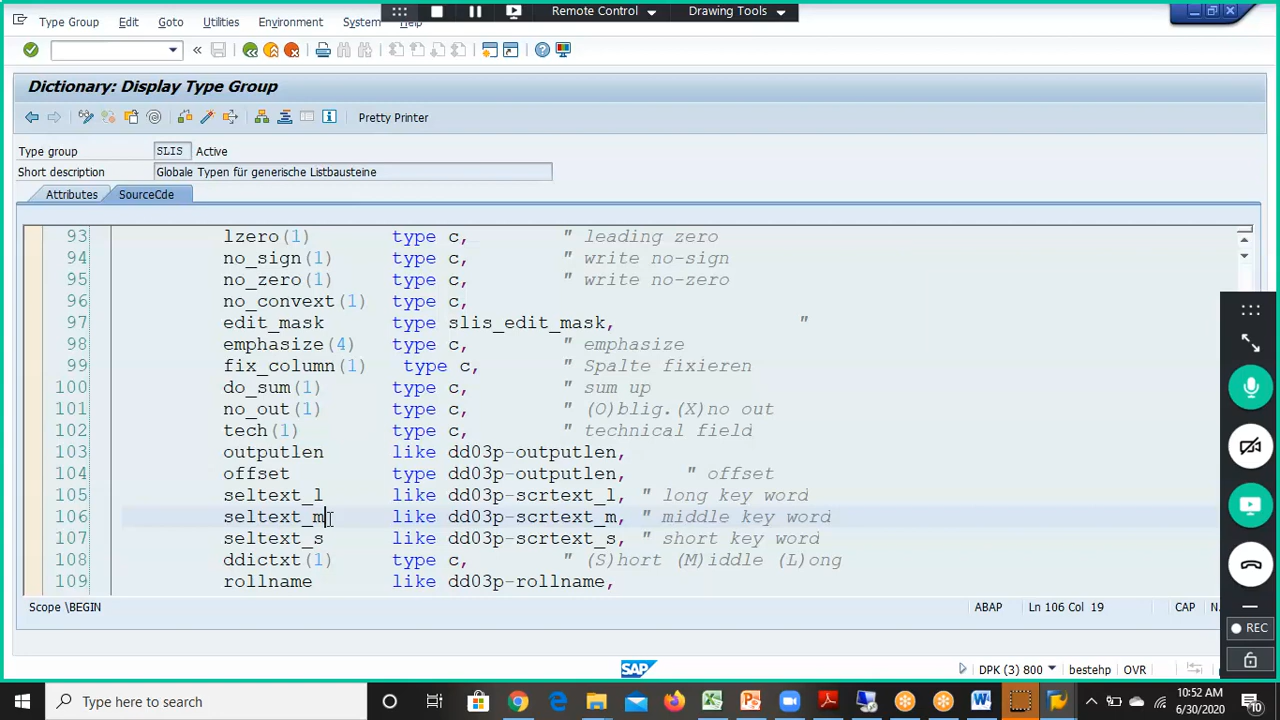 Type Group Edit Goto Utilities Environment System Help
Remote Control Drawing Tools
Dictionary: Display Type Group
Pretty Printer
Type group SLIS Active
Short description Globale Typen für generische Listbausteine
Attributes SourceCde
93 lzero(1) type c, " leading zero
94 no_sign(1) type c, " write no-sign
95 no_zero(1) type c, " write no-zero
96 no_convext(1) type c,
97 edit_mask type slis_edit_mask, "
98 emphasize(4) type c, " emphasize
99 fix_column(1) type c, " Spalte fixieren
100 do_sum(1) type c, " sum up
101 no_out(1) type c, " (O)blig.(X)no out
102 tech(1) type c, " technical field
103 outputlen like dd03p-outputlen,
104 offset type dd03p-outputlen, " offset
105 seltext_l like dd03p-scrtext_l, " long key word
106 seltext_m like dd03p-scrtext_m, " middle key word
107 seltext_s like dd03p-scrtext_s, " short key word
108 ddictxt(1) type c, " (S)hort (M)iddle (L)ong
109 rollname like dd03p-rollname,
Scope \BEGIN ABAP Ln 106 Col 19 CAP
REC
SAP DPK (3) 800 bestehp OVR
Type here to search
10:52 AM
6/30/2020
10